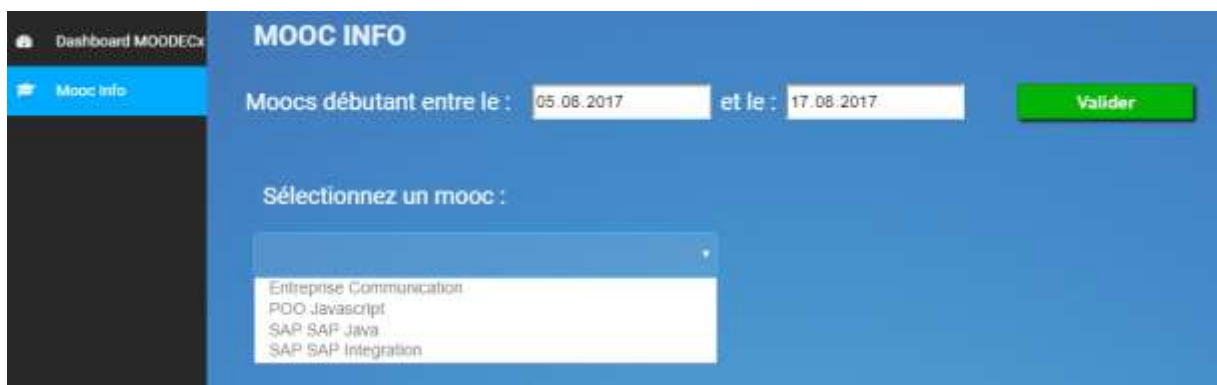 Dashboard MOODECx
MOOC INFO
Mooc Info
Moocs débutant entre le : 05.08.2017 et le : 17.08.2017 Valider
Sélectionnez un mooc :
Entreprise Communication
POO Javascript
SAP SAP Java
SAP SAP Integration